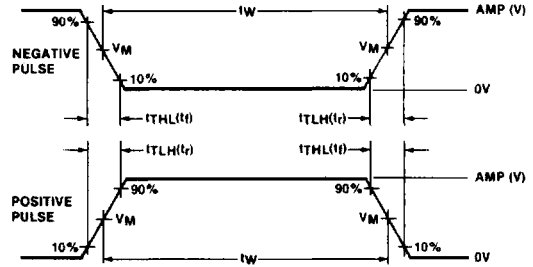 tW
AMP (V)
90%
90%
NEGATIVE
PULSE
VM
VM
10%
10%
0V
tTHL(tf)
tTLH(tr)
tTLH(tr)
tTHL(tf)
AMP (V)
POSITIVE
PULSE
90%
90%
VM
VM
10%
10%
0V
tW